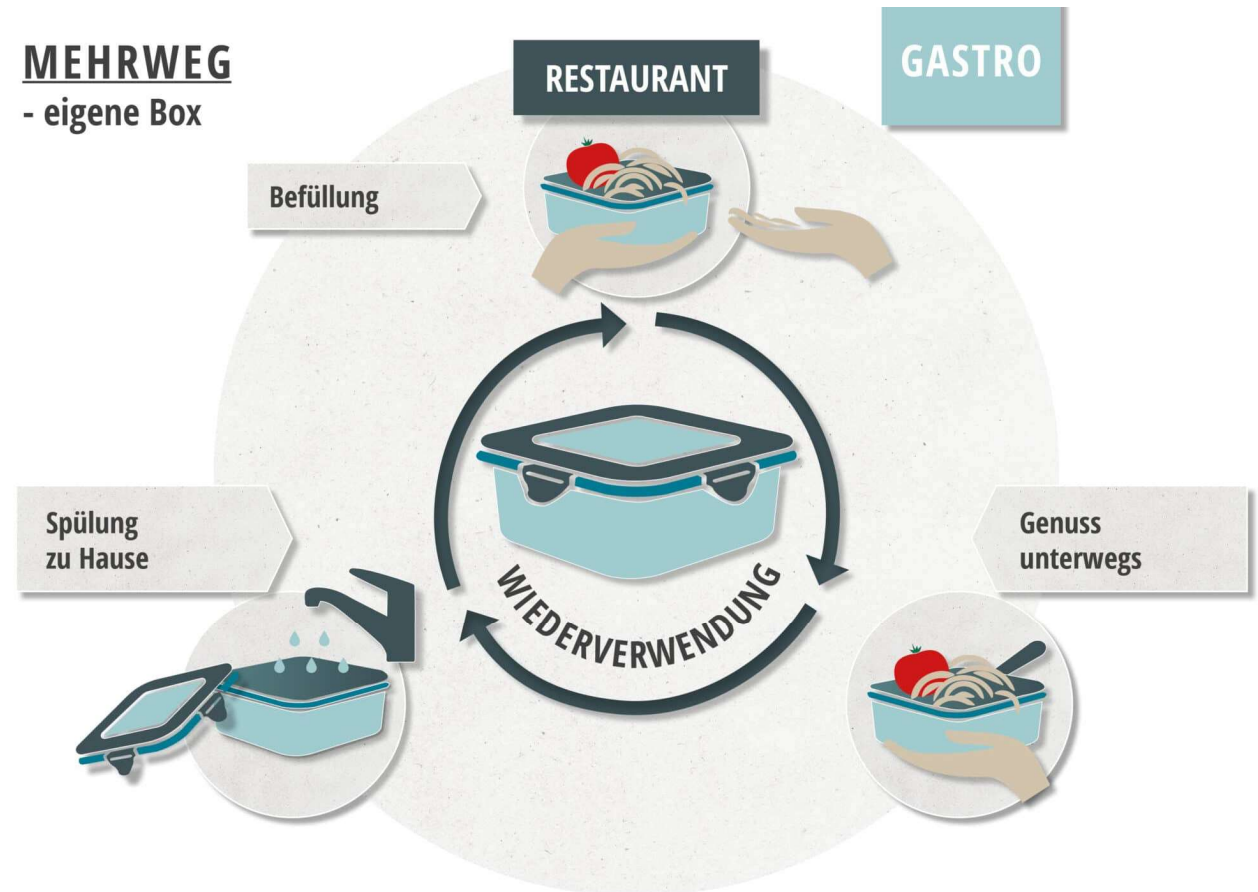 MEHRWEG
- eigene Box
RESTAURANT
GASTRO
Befüllung
Spülung
zu Hause
Genuss
unterwegs
WIEDERVERWENDUNG